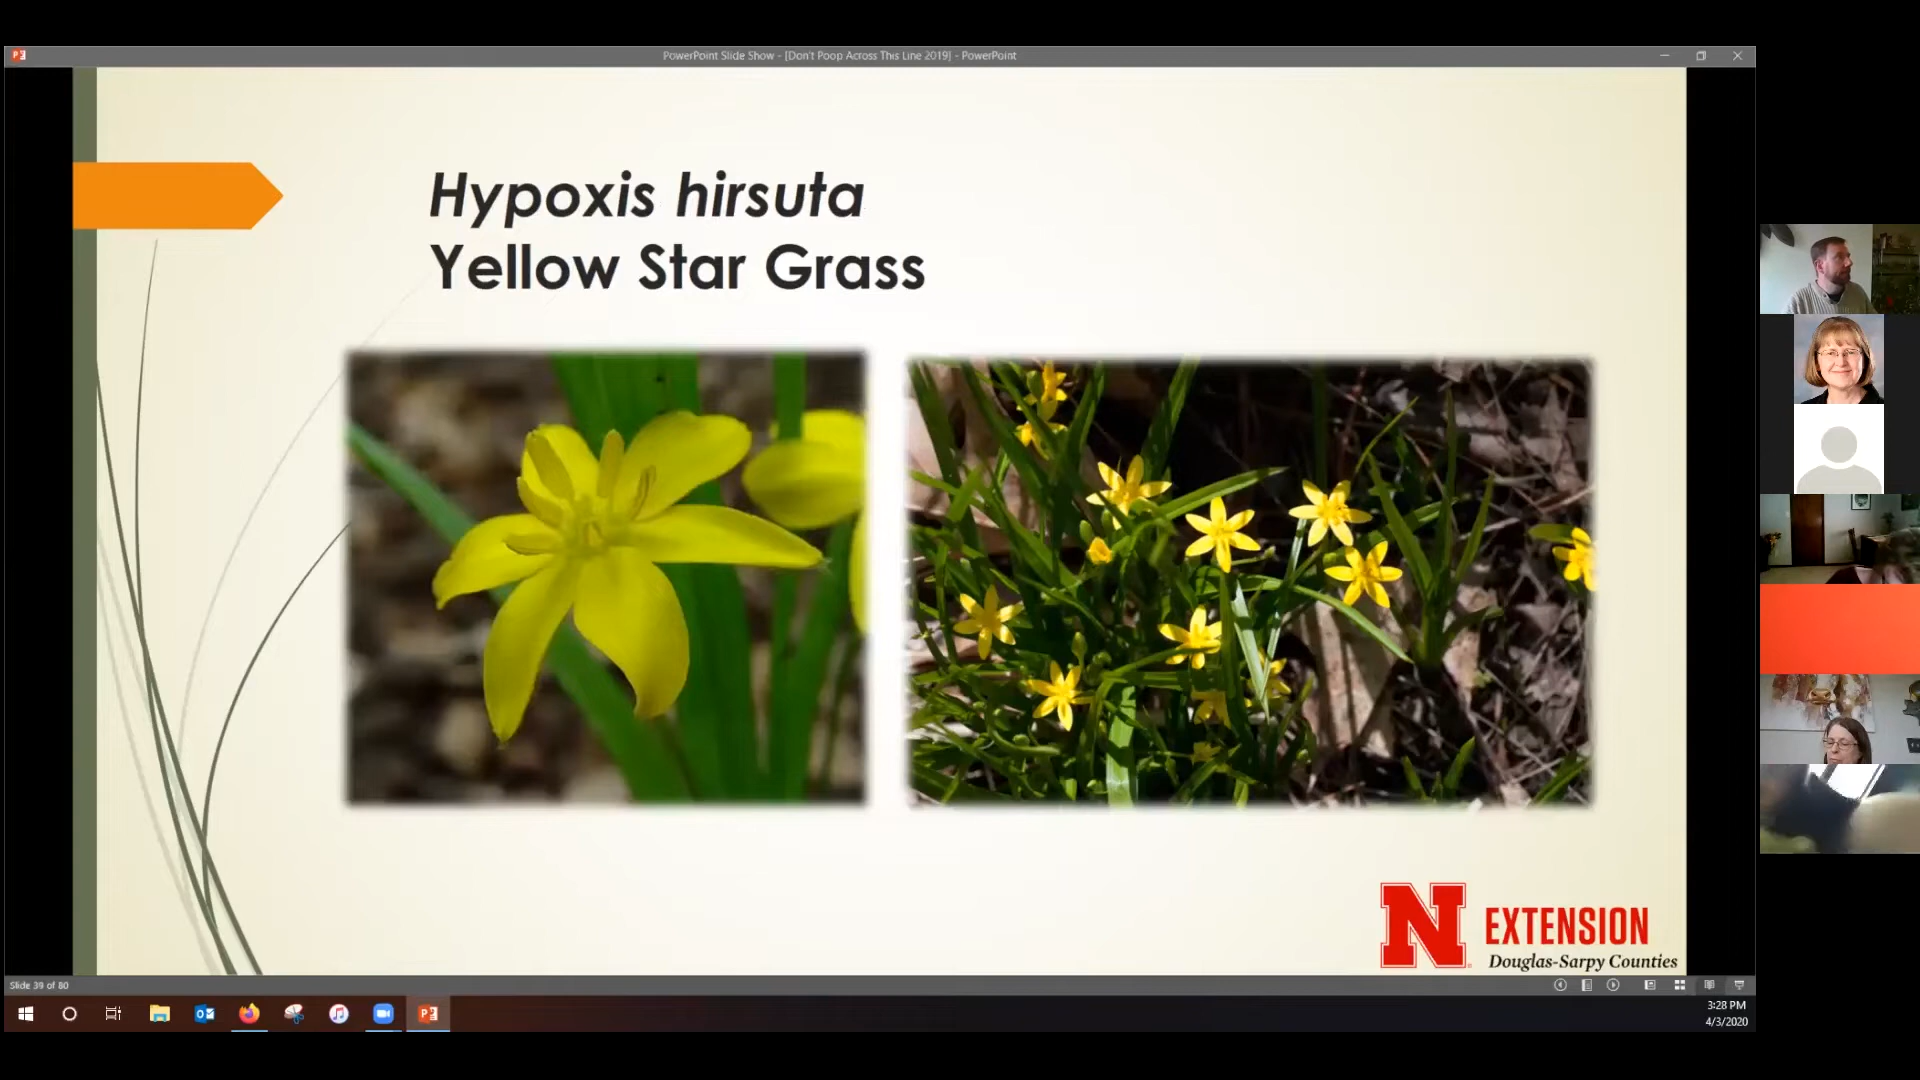 PowerPoint Slide Show - [Don't Poop Across This Line 2019] - PowerPoint
Hypoxis hirsuta
Yellow Star Grass
N EXTENSION
Douglas-Sarpy Counties
Slide 39 of 80
3:28 PM
4/3/2020